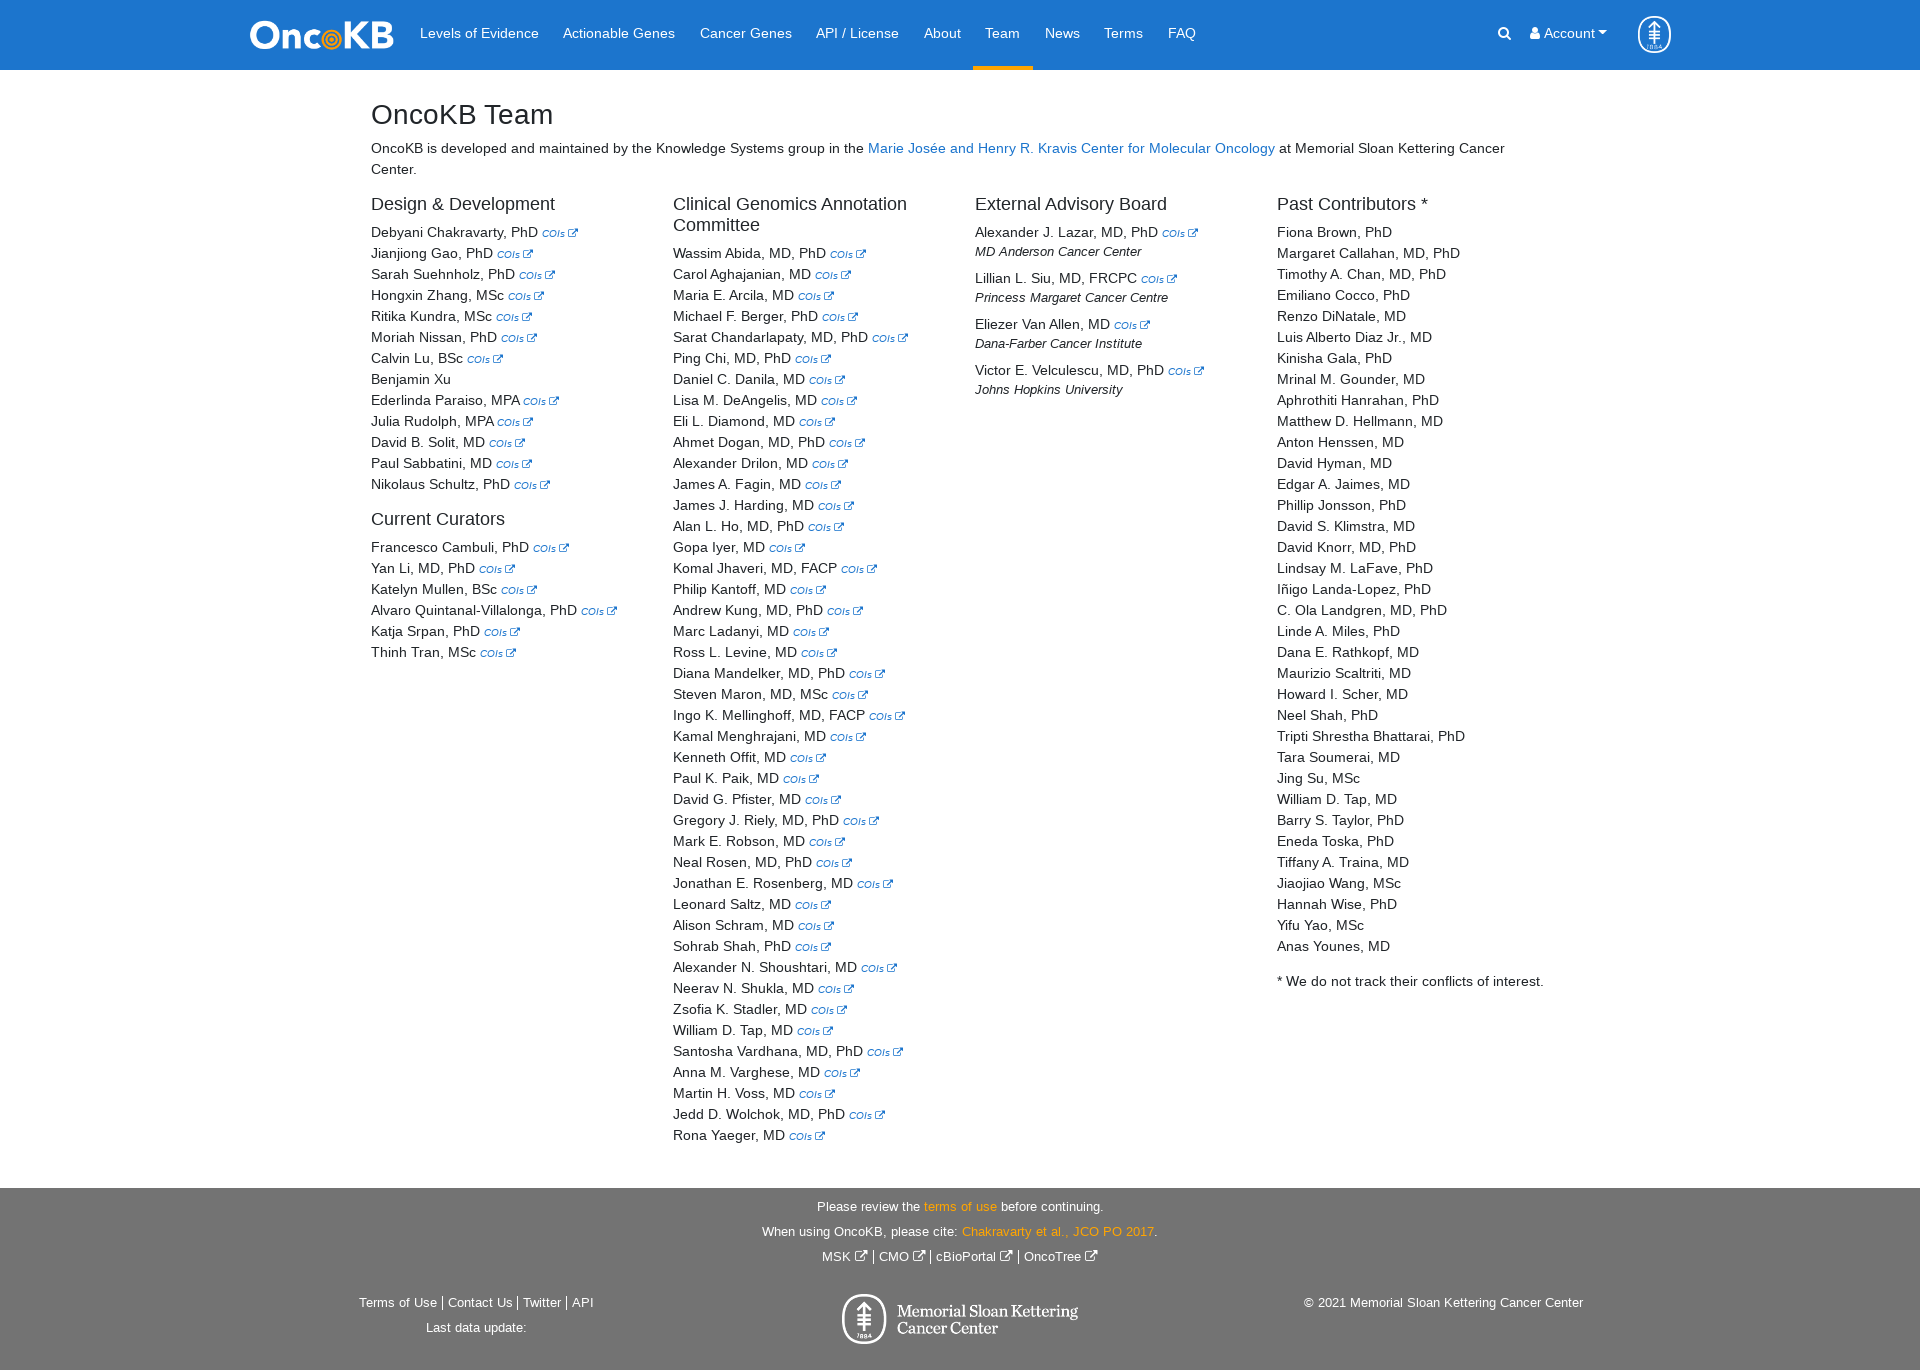 OncoKB
Levels of Evidence
Actionable Genes
Cancer Genes
API / License
About
Team
News
Terms
FAQ
Account
1884
OncoKB Team
OncoKB is developed and maintained by the Knowledge Systems group in the Marie Josée and Henry R. Kravis Center for Molecular Oncology at Memorial Sloan Kettering Cancer
Center.
Design & Development
Debyani Chakravarty, PhD COIs
Jianjiong Gao, PhD COIs
Sarah Suehnholz, PhD COIs
Hongxin Zhang, MSc COIs
Ritika Kundra, MSc COIs
Moriah Nissan, PhD COIs
Calvin Lu, BSc COIs
Benjamin Xu
Ederlinda Paraiso, MPA COIs
Julia Rudolph, MPA COIs
David B. Solit, MD COIs
Paul Sabbatini, MD COIs
Nikolaus Schultz, PhD COIs
Current Curators
Francesco Cambuli, PhD COIs
Yan Li, MD, PhD COIs
Katelyn Mullen, BSc COIs
Alvaro Quintanal-Villalonga, PhD COIs
Katja Srpan, PhD COIs
Thinh Tran, MSc COIs
Clinical Genomics Annotation
Committee
Wassim Abida, MD, PhD COIs
Carol Aghajanian, MD COIs
Maria E. Arcila, MD COIs
Michael F. Berger, PhD COIs
Sarat Chandarlapaty, MD, PhD COIs
Ping Chi, MD, PhD COIs
Daniel C. Danila, MD COIs
Lisa M. DeAngelis, MD COIs
Eli L. Diamond, MD COIs
Ahmet Dogan, MD, PhD COIs
Alexander Drilon, MD COIs
James A. Fagin, MD COIs
James J. Harding, MD COIs
Alan L. Ho, MD, PhD COIs
Gopa Iyer, MD COIs
Komal Jhaveri, MD, FACP COIs
Philip Kantoff, MD COIs
Andrew Kung, MD, PhD COIs
Marc Ladanyi, MD COIs
Ross L. Levine, MD COIs
Diana Mandelker, MD, PhD COIs
Steven Maron, MD, MSc COIs
Ingo K. Mellinghoff, MD, FACP COIs
Kamal Menghrajani, MD COIs
Kenneth Offit, MD COIs
Paul K. Paik, MD COIs
David G. Pfister, MD COIs
Gregory J. Riely, MD, PhD COIs
Mark E. Robson, MD COIs
Neal Rosen, MD, PhD COIs
Jonathan E. Rosenberg, MD COIs
Leonard Saltz, MD COIs
Alison Schram, MD COIs
Sohrab Shah, PhD COIs
Alexander N. Shoushtari, MD COIs
Neerav N. Shukla, MD COIs
Zsofia K. Stadler, MD COIs
William D. Tap, MD COIs
Santosha Vardhana, MD, PhD COIs
Anna M. Varghese, MD COIs
Martin H. Voss, MD COIs
Jedd D. Wolchok, MD, PhD COIs
Rona Yaeger, MD COIs
External Advisory Board
Alexander J. Lazar, MD, PhD COIs
MD Anderson Cancer Center
Lillian L. Siu, MD, FRCPC COIs
Princess Margaret Cancer Centre
Eliezer Van Allen, MD COIs
Dana-Farber Cancer Institute
Victor E. Velculescu, MD, PhD COIs
Johns Hopkins University
Past Contributors *
Fiona Brown, PhD
Margaret Callahan, MD, PhD
Timothy A. Chan, MD, PhD
Emiliano Cocco, PhD
Renzo DiNatale, MD
Luis Alberto Diaz Jr., MD
Kinisha Gala, PhD
Mrinal M. Gounder, MD
Aphrothiti Hanrahan, PhD
Matthew D. Hellmann, MD
Anton Henssen, MD
David Hyman, MD
Edgar A. Jaimes, MD
Phillip Jonsson, PhD
David S. Klimstra, MD
David Knorr, MD, PhD
Lindsay M. LaFave, PhD
Iñigo Landa-Lopez, PhD
C. Ola Landgren, MD, PhD
Linde A. Miles, PhD
Dana E. Rathkopf, MD
Maurizio Scaltriti, MD
Howard I. Scher, MD
Neel Shah, PhD
Tripti Shrestha Bhattarai, PhD
Tara Soumerai, MD
Jing Su, MSc
William D. Tap, MD
Barry S. Taylor, PhD
Eneda Toska, PhD
Tiffany A. Traina, MD
Jiaojiao Wang, MSc
Hannah Wise, PhD
Yifu Yao, MSc
Anas Younes, MD
* We do not track their conflicts of interest.
Please review the terms of use before continuing.
When using OncoKB, please cite: Chakravarty et al., JCO PO 2017.
MSK | CMO | cBioPortal | OncoTree
Terms of Use | Contact Us | Twitter | API
Last data update:
1884
Memorial Sloan Kettering
Cancer Center
© 2021 Memorial Sloan Kettering Cancer Center